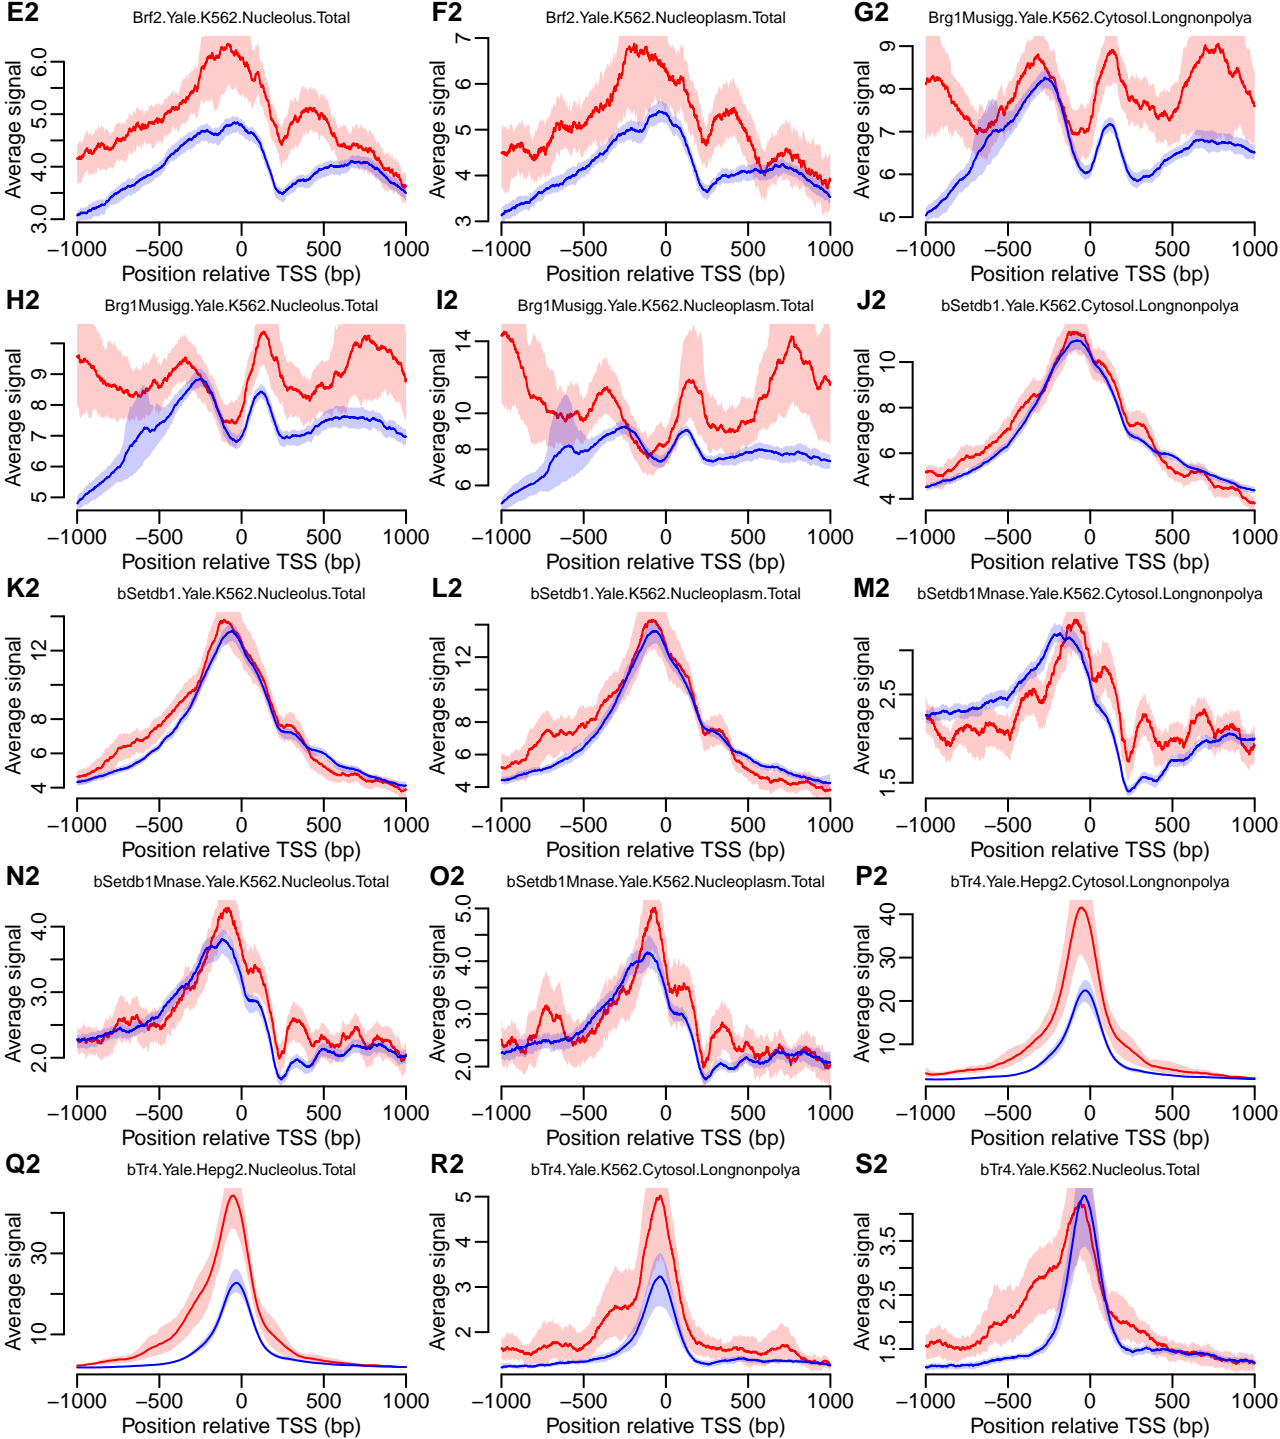 E2 Brf2.Yale.K562.Nucleolus.Total
Average signal
3.0 4.0 5.0 6.0
−1000 −500 0 500 1000
Position relative TSS (bp)
F2 Brf2.Yale.K562.Nucleoplasm.Total
Average signal
3 4 5 6 7
−1000 −500 0 500 1000
Position relative TSS (bp)
G2 Brg1Musigg.Yale.K562.Cytosol.Longnonpolya
Average signal
5 6 7 8 9
−1000 −500 0 500 1000
Position relative TSS (bp)
H2 Brg1Musigg.Yale.K562.Nucleolus.Total
Average signal
5 6 7 8 9
−1000 −500 0 500 1000
Position relative TSS (bp)
I2 Brg1Musigg.Yale.K562.Nucleoplasm.Total
Average signal
6 8 10 14
−1000 −500 0 500 1000
Position relative TSS (bp)
J2 bSetdb1.Yale.K562.Cytosol.Longnonpolya
Average signal
4 6 8 10
−1000 −500 0 500 1000
Position relative TSS (bp)
K2 bSetdb1.Yale.K562.Nucleolus.Total
Average signal
4 6 8 12
−1000 −500 0 500 1000
Position relative TSS (bp)
L2 bSetdb1.Yale.K562.Nucleoplasm.Total
Average signal
4 6 8 12
−1000 −500 0 500 1000
Position relative TSS (bp)
M2 bSetdb1Mnase.Yale.K562.Cytosol.Longnonpolya
Average signal
1.5 2.5
−1000 −500 0 500 1000
Position relative TSS (bp)
N2 bSetdb1Mnase.Yale.K562.Nucleolus.Total
Average signal
2.0 3.0 4.0
−1000 −500 0 500 1000
Position relative TSS (bp)
O2 bSetdb1Mnase.Yale.K562.Nucleoplasm.Total
Average signal
2.0 3.0 4.0 5.0
−1000 −500 0 500 1000
Position relative TSS (bp)
P2 bTr4.Yale.Hepg2.Cytosol.Longnonpolya
Average signal
10 20 30 40
−1000 −500 0 500 1000
Position relative TSS (bp)
Q2 bTr4.Yale.Hepg2.Nucleolus.Total
Average signal
10 30
−1000 −500 0 500 1000
Position relative TSS (bp)
R2 bTr4.Yale.K562.Cytosol.Longnonpolya
Average signal
2 3 4 5
−1000 −500 0 500 1000
Position relative TSS (bp)
S2 bTr4.Yale.K562.Nucleolus.Total
Average signal
1.5 2.5 3.5
−1000 −500 0 500 1000
Position relative TSS (bp)